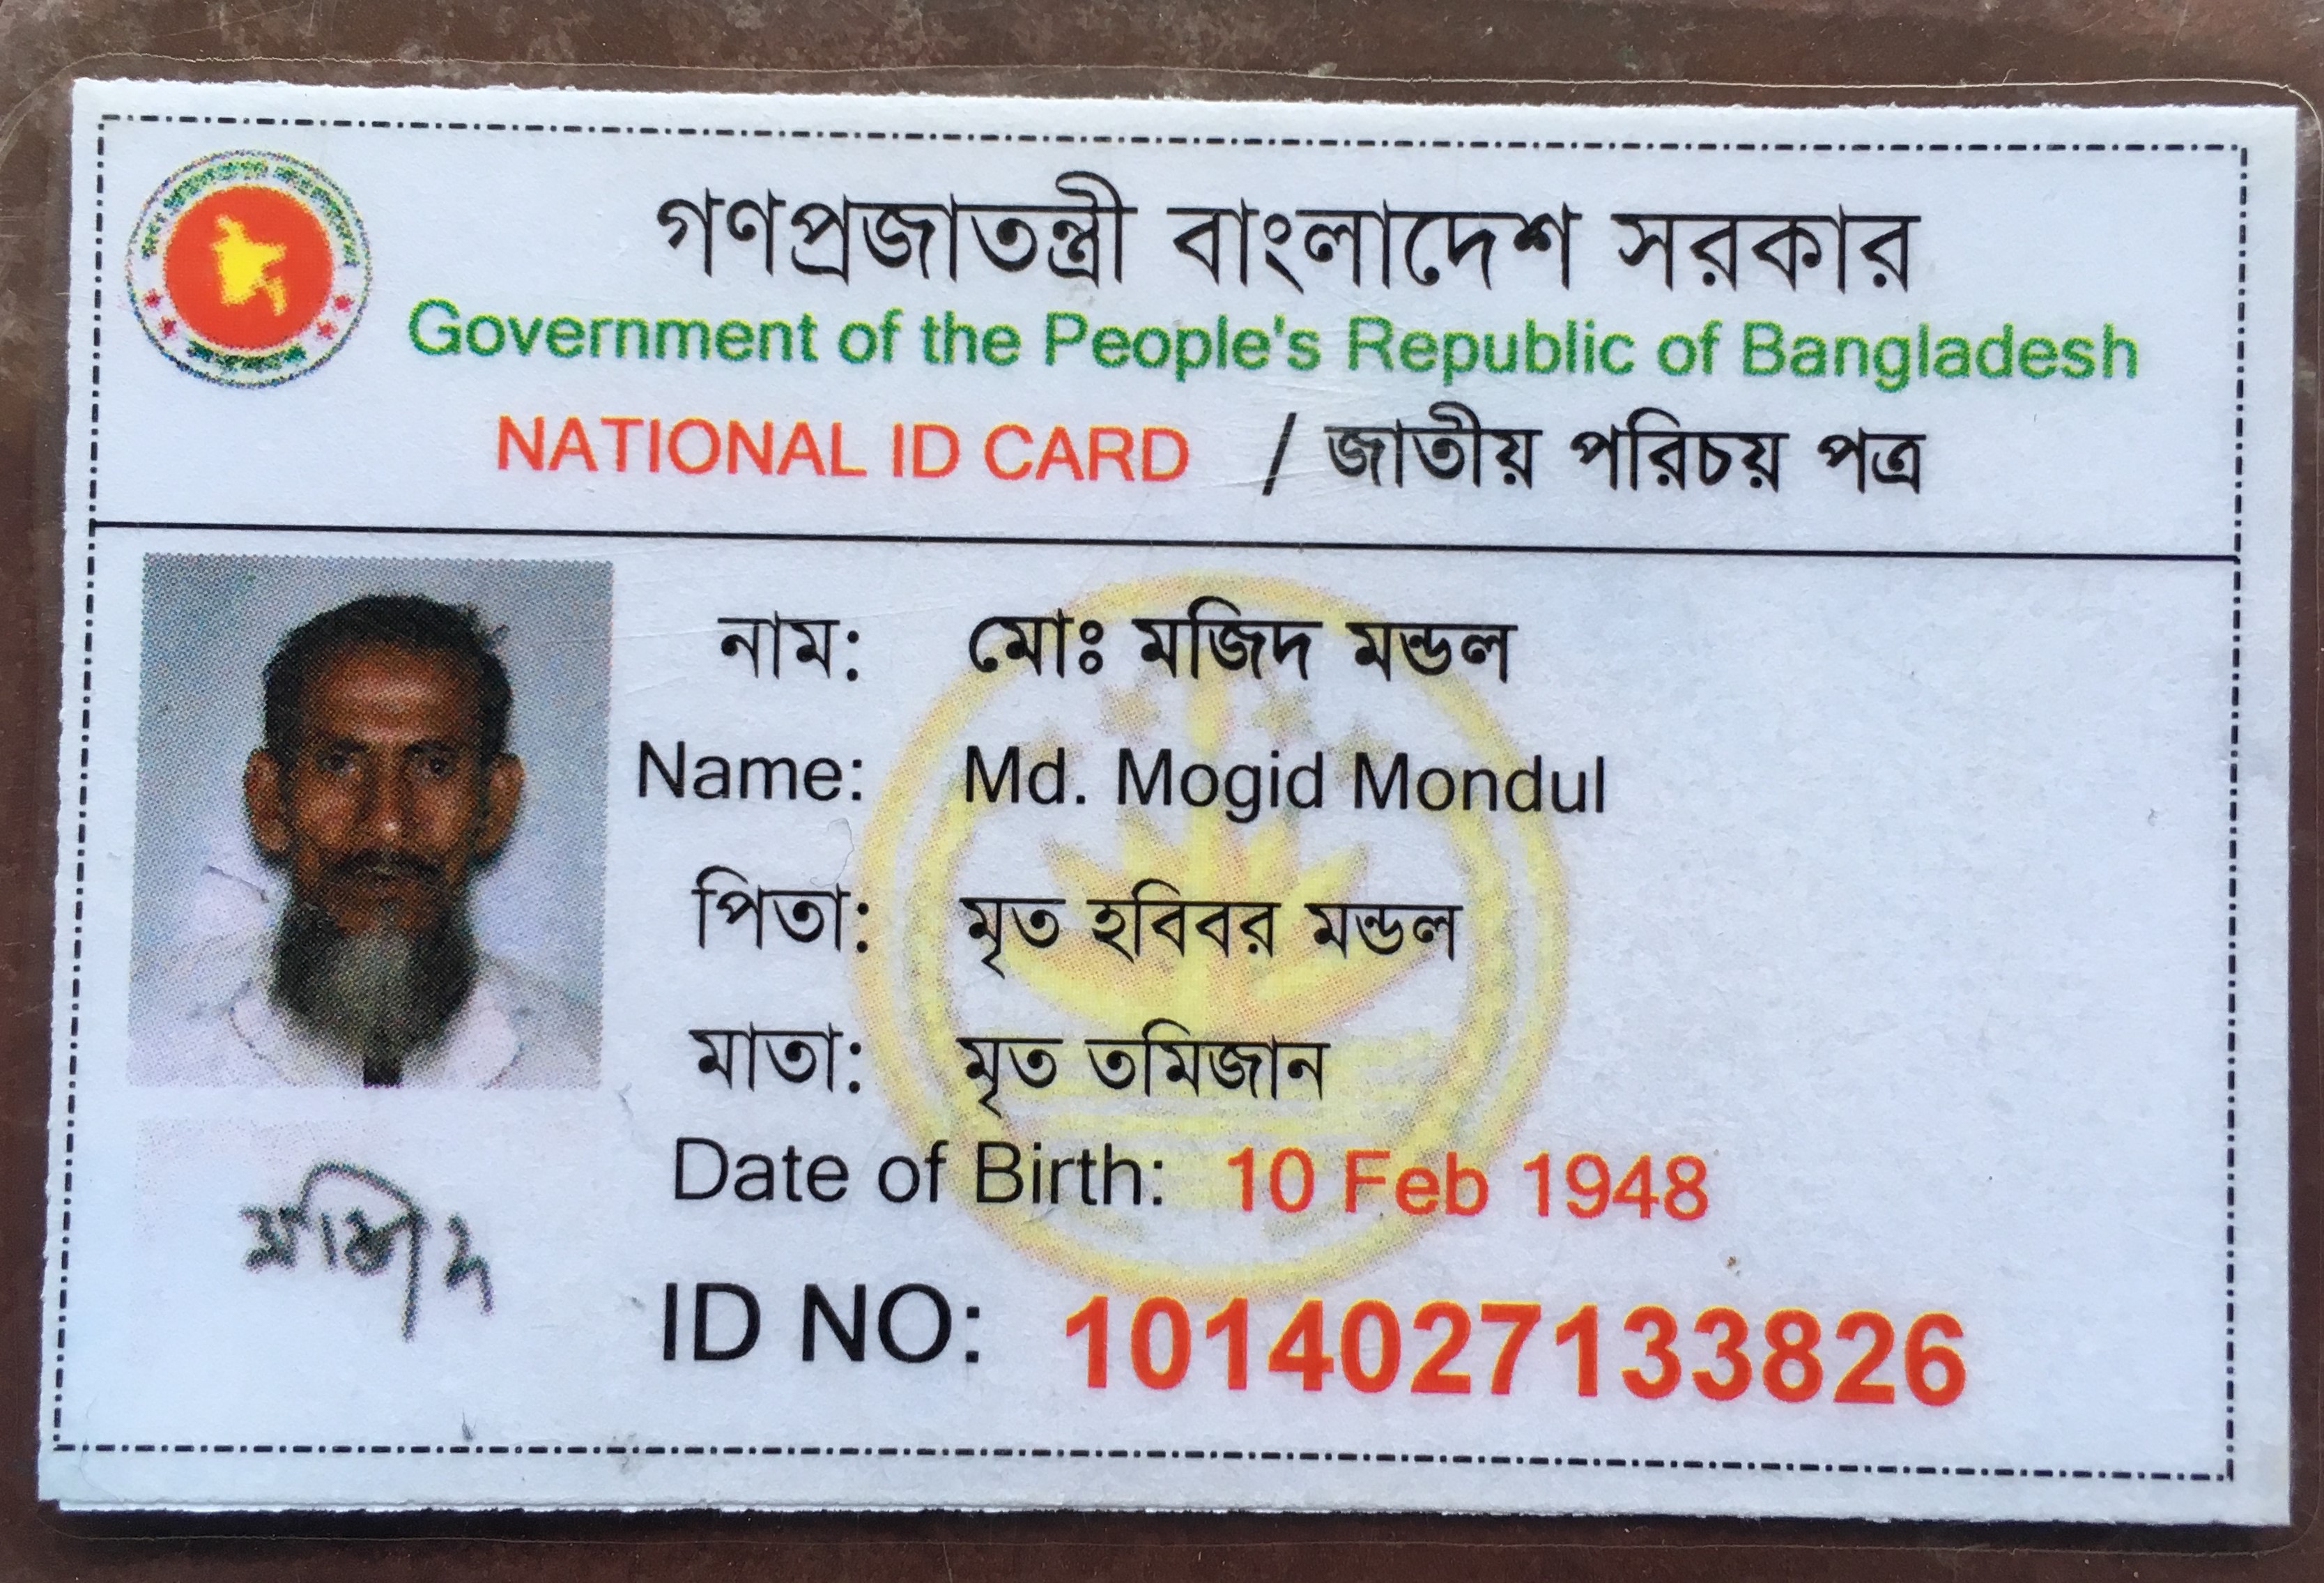 গণপ্রজাতন্ত্রী বাংলাদেশ সরকার
Government of the People's Republic of Bangladesh
NATIONAL ID CARD / জাতীয় পরিচয় পত্র
নাম: মোঃ মজিদ মন্ডল
Name: Md. Mogid Mondul
পিতা: মৃত হবিবর মন্ডল
মাতা: মৃত তমিজান
Date of Birth: 10 Feb 1948
ID NO: 1014027133826